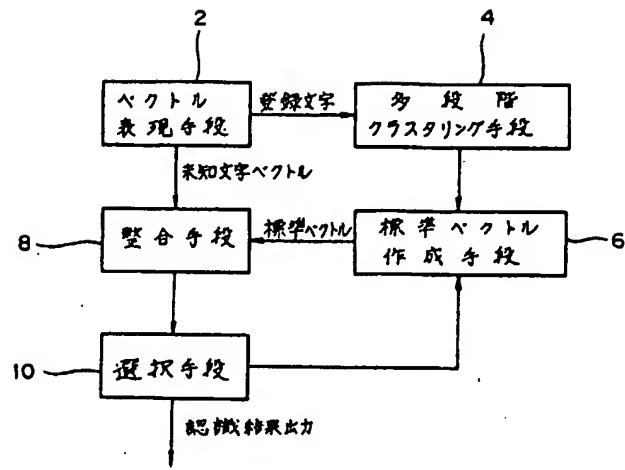 2
4
ベクトル
表現手段
登録文字
多段階
クラスタリング手段
未知文字ベクトル
8
整合手段
標準ベクトル
標準ベクトル
作成手段
6
10
選択手段
認識結果出力